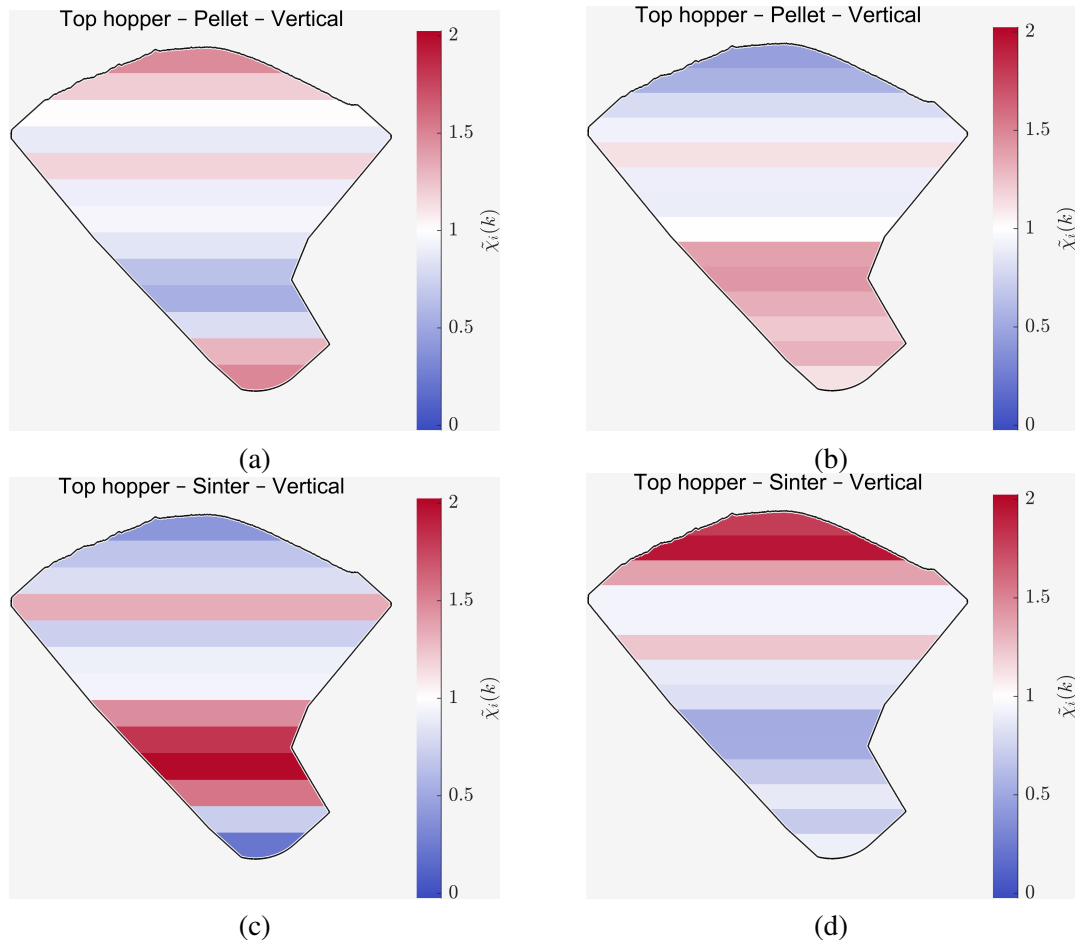 Top hopper – Pellet – Vertical
2
1.5
1
0.5
0
χ̃ᵢ(k)
(a)
Top hopper – Pellet – Vertical
2
1.5
1
0.5
0
χ̃ᵢ(k)
(b)
Top hopper – Sinter – Vertical
2
1.5
1
0.5
0
χ̃ᵢ(k)
(c)
Top hopper – Sinter – Vertical
2
1.5
1
0.5
0
χ̃ᵢ(k)
(d)